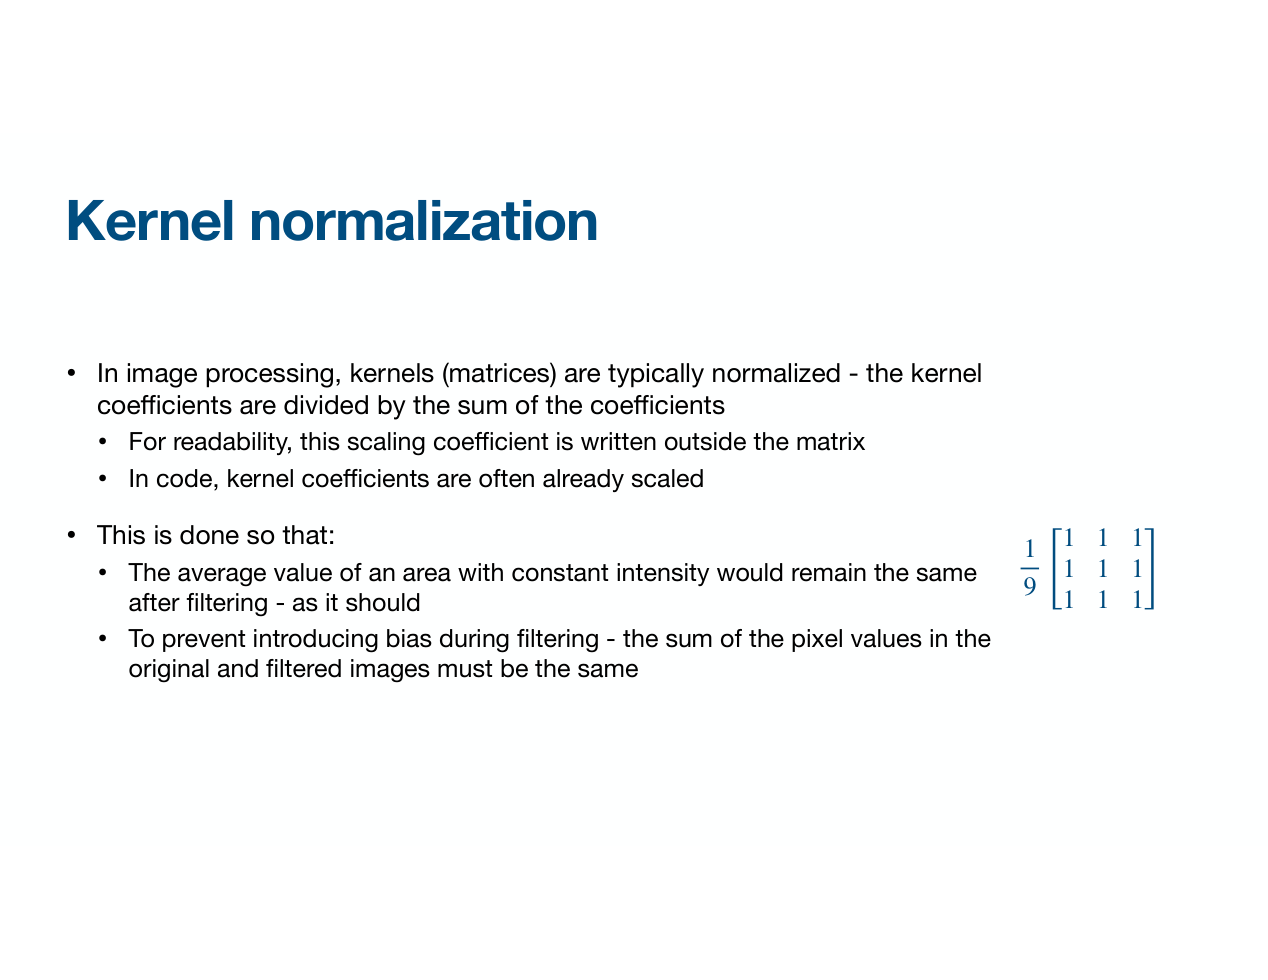 Kernel normalization
• In image processing, kernels (matrices) are typically normalized - the kernel
coefficients are divided by the sum of the coefficients
• For readability, this scaling coefficient is written outside the matrix
• In code, kernel coefficients are often already scaled
• This is done so that:
• The average value of an area with constant intensity would remain the same
after filtering - as it should
• To prevent introducing bias during filtering - the sum of the pixel values in the
original and filtered images must be the same
1
9
1 1 1
1 1 1
1 1 1